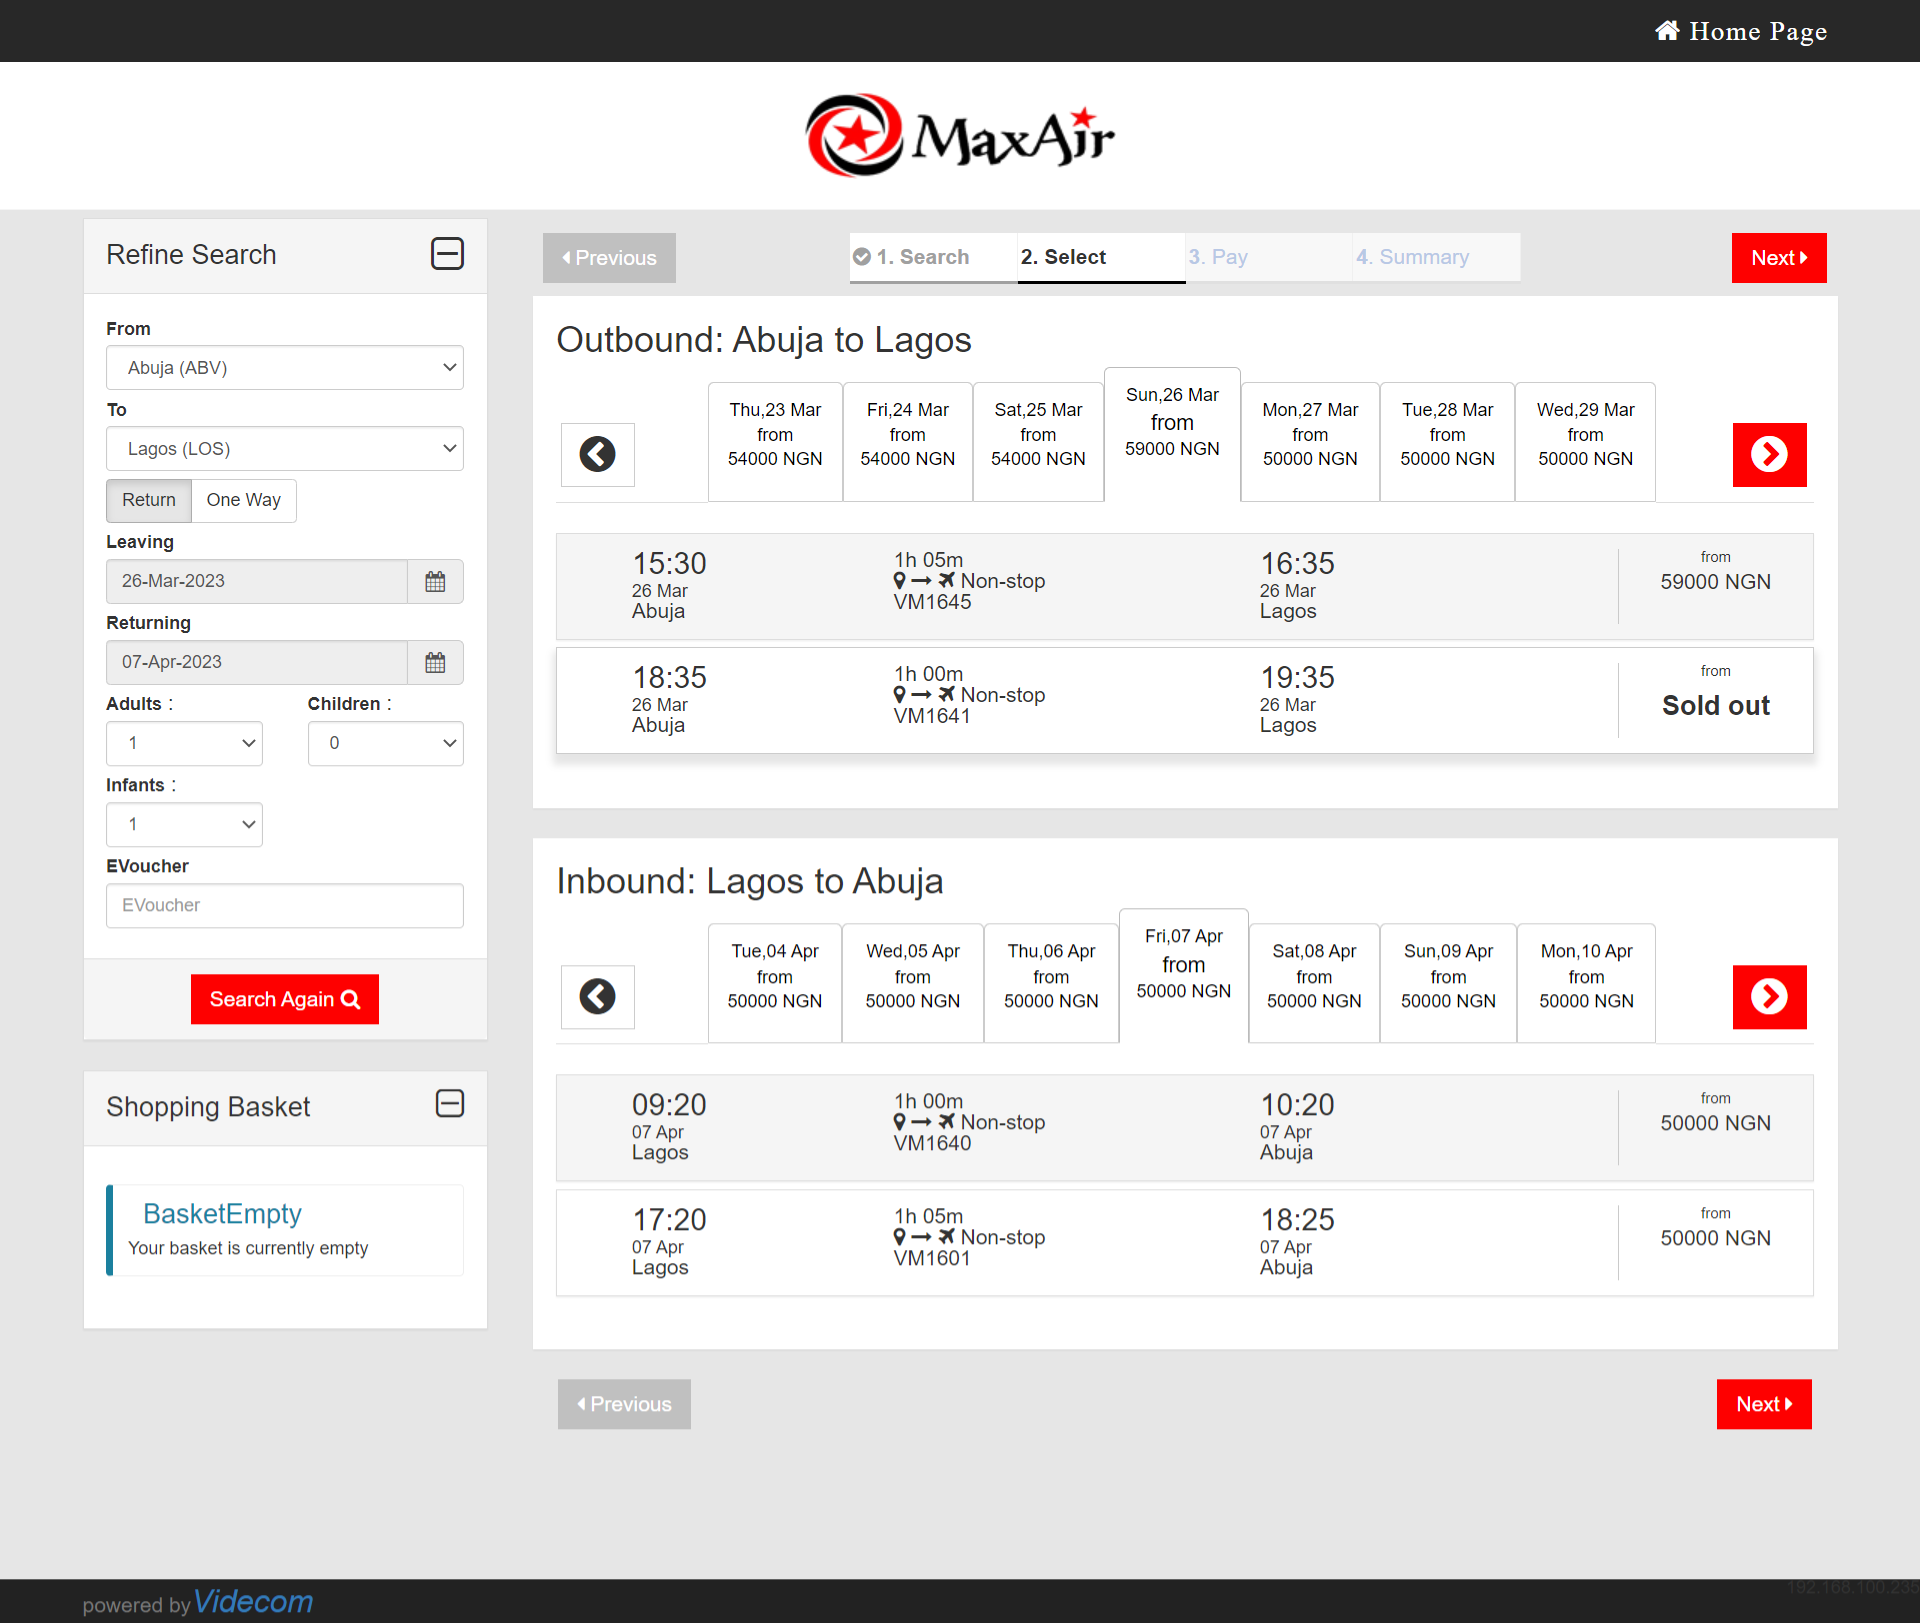 Home Page
MaxAir
Refine Search
From
Abuja (ABV)
To
Lagos (LOS)
Return One Way
Leaving
26-Mar-2023
Returning
07-Apr-2023
Adults : Children :
1 0
Infants :
1
EVoucher
EVoucher
Search Again
Shopping Basket
BasketEmpty
Your basket is currently empty
Previous 1. Search 2. Select 3. Pay 4. Summary Next
Outbound: Abuja to Lagos
Thu,23 Mar from 54000 NGN
Fri,24 Mar from 54000 NGN
Sat,25 Mar from 54000 NGN
Sun,26 Mar from 59000 NGN
Mon,27 Mar from 50000 NGN
Tue,28 Mar from 50000 NGN
Wed,29 Mar from 50000 NGN
15:30 1h 05m 16:35 from
26 Mar Non-stop 26 Mar 59000 NGN
Abuja VM1645 Lagos
18:35 1h 00m 19:35 from
26 Mar Non-stop 26 Mar Sold out
Abuja VM1641 Lagos
Inbound: Lagos to Abuja
Tue,04 Apr from 50000 NGN
Wed,05 Apr from 50000 NGN
Thu,06 Apr from 50000 NGN
Fri,07 Apr from 50000 NGN
Sat,08 Apr from 50000 NGN
Sun,09 Apr from 50000 NGN
Mon,10 Apr from 50000 NGN
09:20 1h 00m 10:20 from
07 Apr Non-stop 07 Apr 50000 NGN
Lagos VM1640 Abuja
17:20 1h 05m 18:25 from
07 Apr Non-stop 07 Apr 50000 NGN
Lagos VM1601 Abuja
Previous Next
192.168.100.235
powered by Videcom